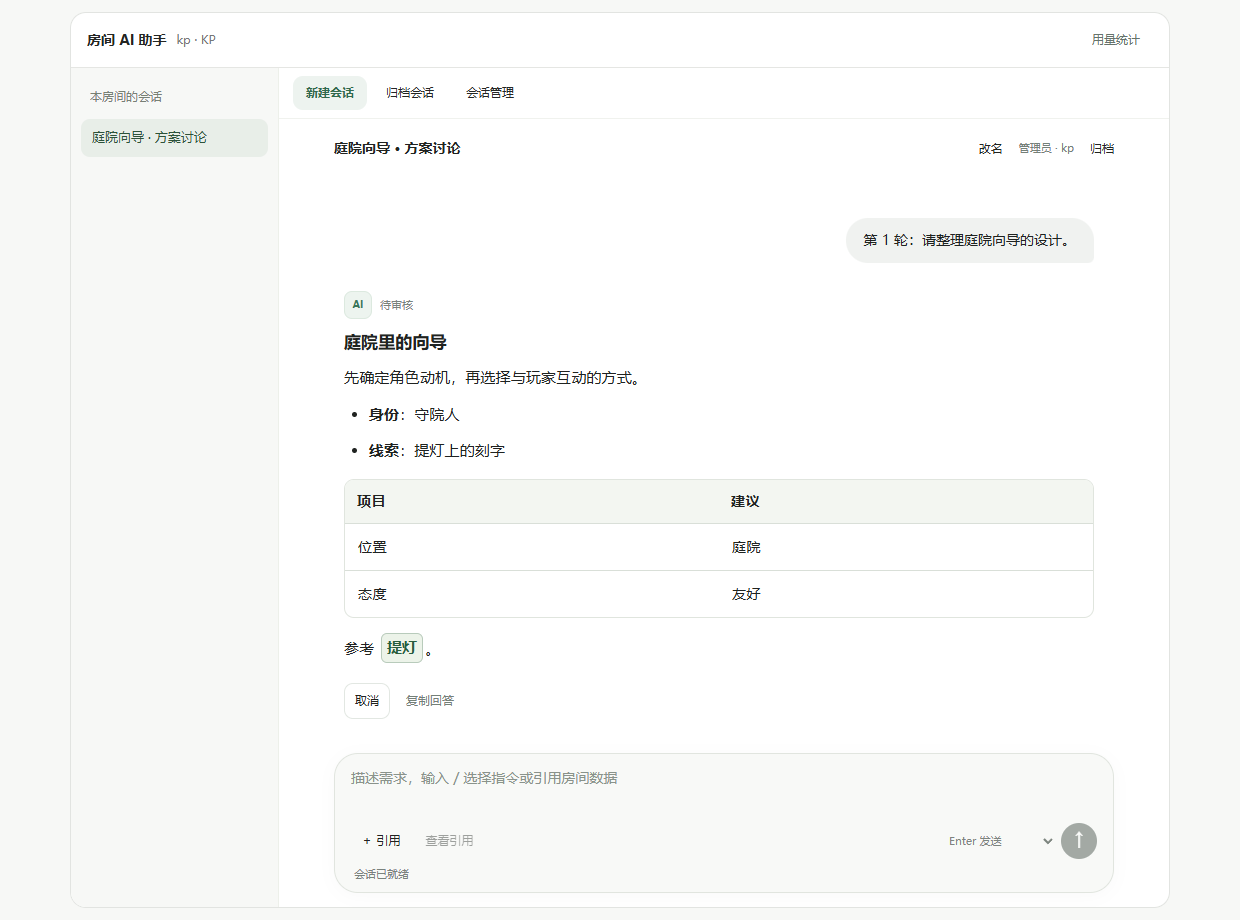 房间 AI 助手 kp · KP 用量统计
本房间的会话
庭院向导 · 方案讨论
新建会话 归档会话 会话管理
庭院向导 • 方案讨论 改名 管理员 · kp 归档
第 1 轮：请整理庭院向导的设计。
AI 待审核
庭院里的向导
先确定角色动机，再选择与玩家互动的方式。
• 身份：守院人
• 线索：提灯上的刻字
项目 建议
位置 庭院
态度 友好
参考 提灯 。
取消 复制回答
描述需求，输入 / 选择指令或引用房间数据
+ 引用 查看引用 Enter 发送 ↑
会话已就绪